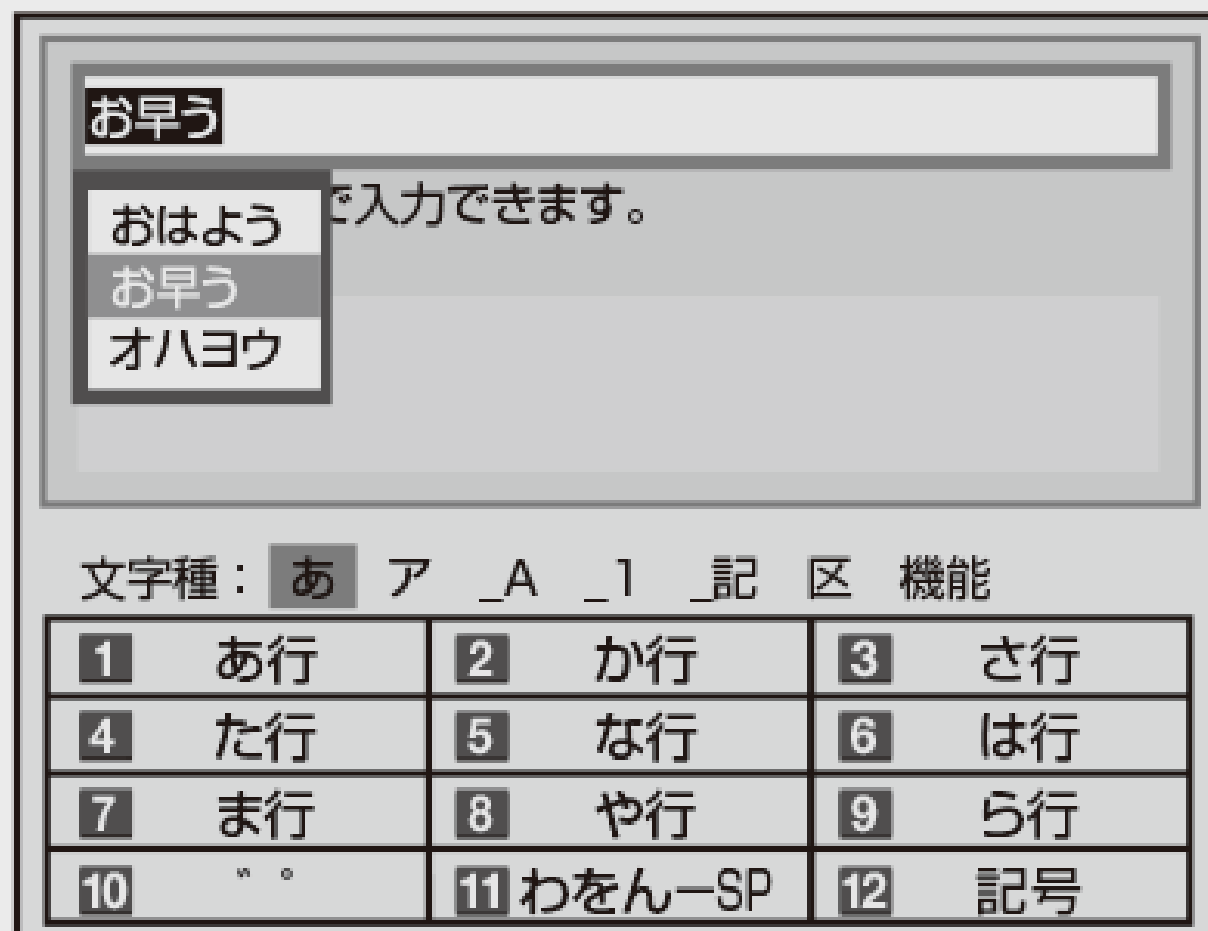 お早う
で入力できます。
おはよう
お早う
オハヨウ
文字種： あ ア _A _1 _記 区 機能
1 あ行 2 か行 3 さ行
4 た行 5 な行 6 は行
7 ま行 8 や行 9 ら行
10 ゛゜ 11 わをんーSP 12 記号